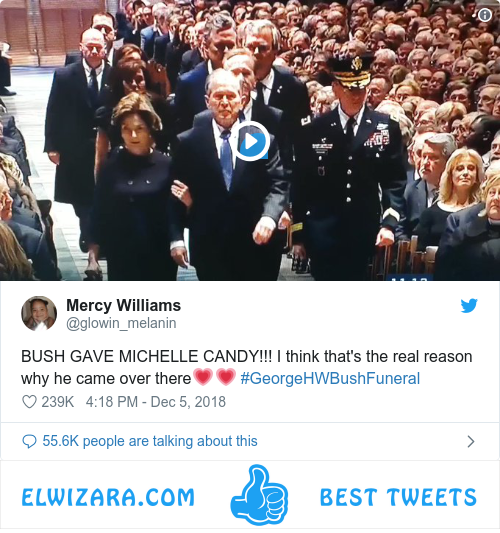 Mercy Williams
@glowin_melanin
BUSH GAVE MICHELLE CANDY!!! I think that's the real reason
why he came over there💗💗 #GeorgeHWBushFuneral
239K 4:18 PM - Dec 5, 2018
55.6K people are talking about this
ELWIZARA.COM BEST TWEETS